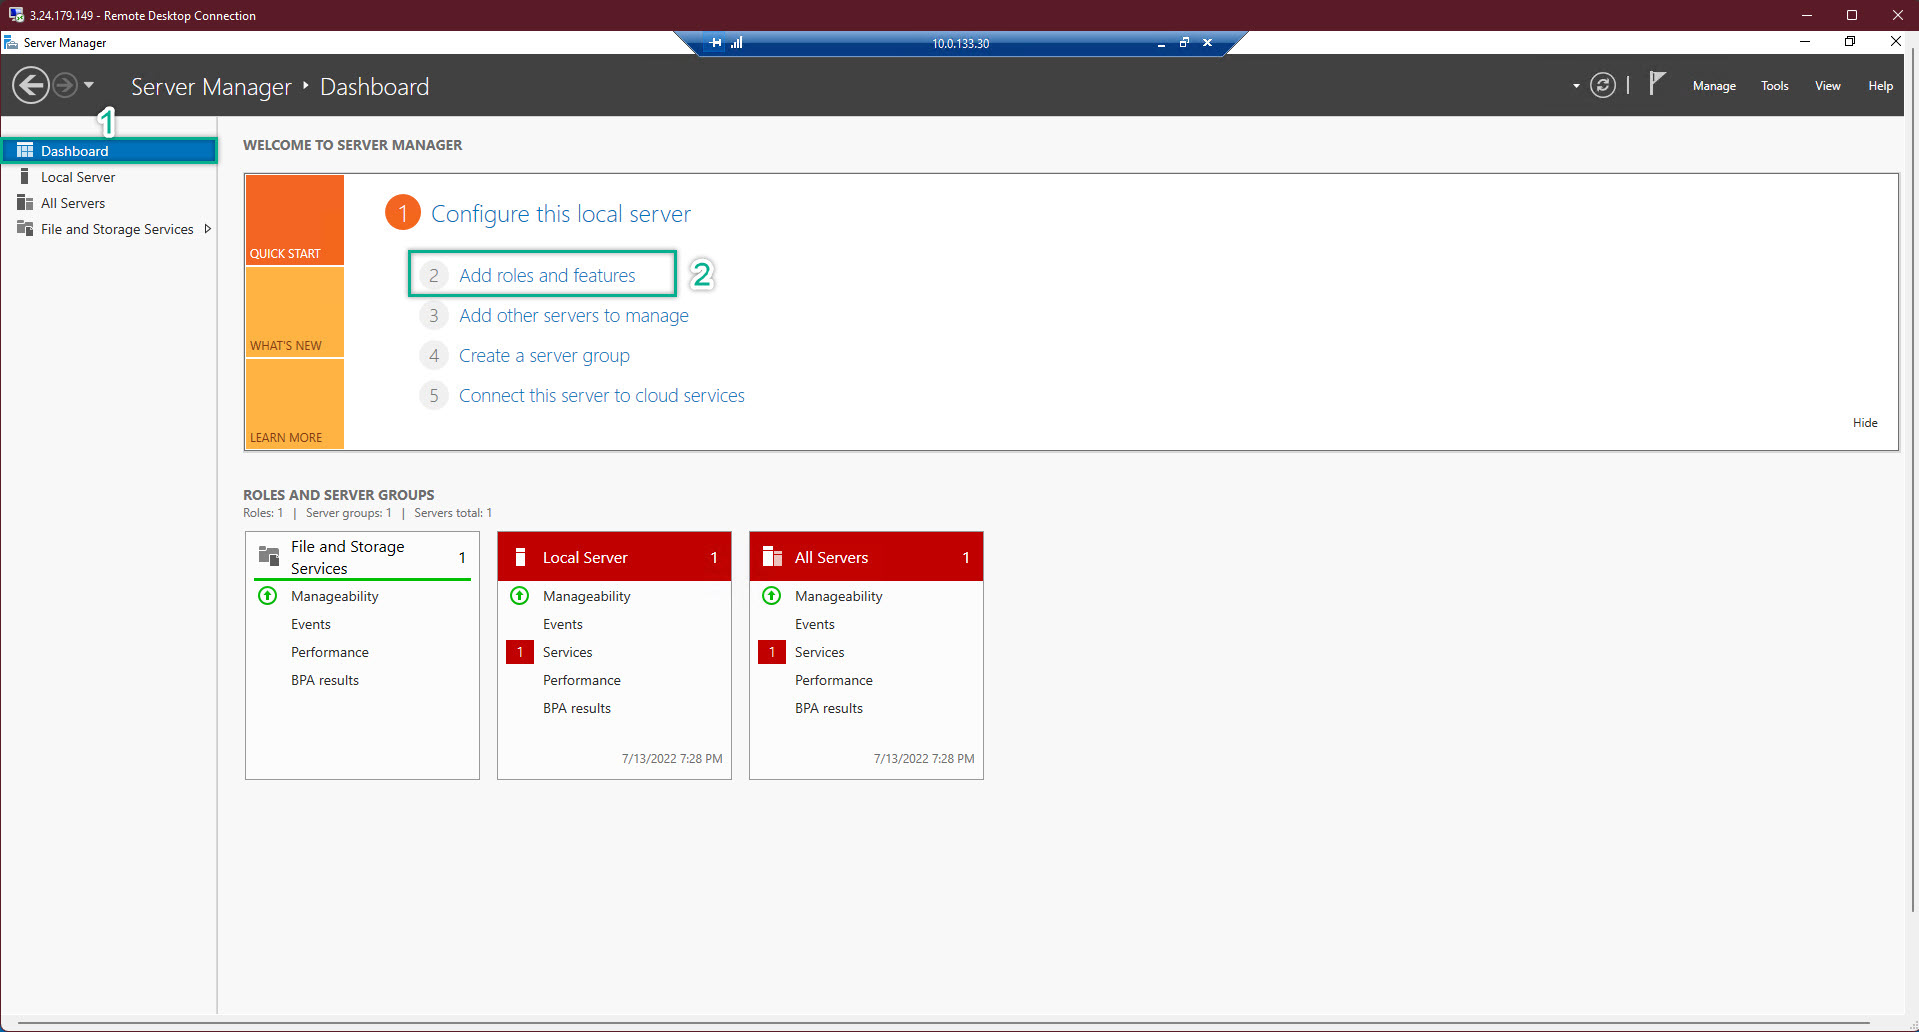 3.24.179.149 - Remote Desktop Connection
Server Manager
10.0.133.30
Server Manager ‣ Dashboard
Manage Tools View Help
1
Dashboard
Local Server
All Servers
File and Storage Services
WELCOME TO SERVER MANAGER
QUICK START
WHAT'S NEW
LEARN MORE
1 Configure this local server
2 Add roles and features 2
3 Add other servers to manage
4 Create a server group
5 Connect this server to cloud services
Hide
ROLES AND SERVER GROUPS
Roles: 1 | Server groups: 1 | Servers total: 1
File and Storage
Services 1
Manageability
Events
Performance
BPA results
Local Server 1
Manageability
Events
1 Services
Performance
BPA results
7/13/2022 7:28 PM
All Servers 1
Manageability
Events
1 Services
Performance
BPA results
7/13/2022 7:28 PM